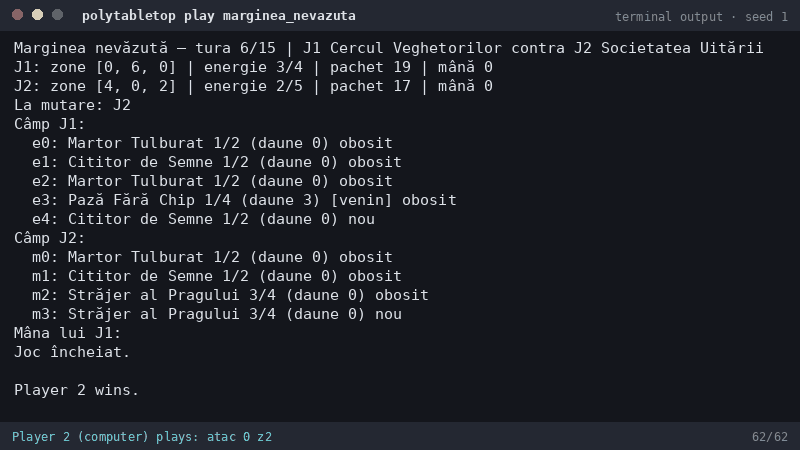 polytabletop play marginea_nevazuta
terminal output · seed 1
Marginea nevăzută — tura 6/15 | J1 Cercul Veghetorilor contra J2 Societatea Uitării
J1: zone [0, 6, 0] | energie 3/4 | pachet 19 | mână 0
J2: zone [4, 0, 2] | energie 2/5 | pachet 17 | mână 0
La mutare: J2
Câmp J1:
e0: Martor Tulburat 1/2 (daune 0) obosit
e1: Cititor de Semne 1/2 (daune 0) obosit
e2: Martor Tulburat 1/2 (daune 0) obosit
e3: Pază Fără Chip 1/4 (daune 3) [venin] obosit
e4: Cititor de Semne 1/2 (daune 0) nou
Câmp J2:
m0: Martor Tulburat 1/2 (daune 0) obosit
m1: Cititor de Semne 1/2 (daune 0) obosit
m2: Străjer al Pragului 3/4 (daune 0) obosit
m3: Străjer al Pragului 3/4 (daune 0) nou
Mâna lui J1:
Joc încheiat.
Player 2 wins.
Player 2 (computer) plays: atac 0 z2
62/62